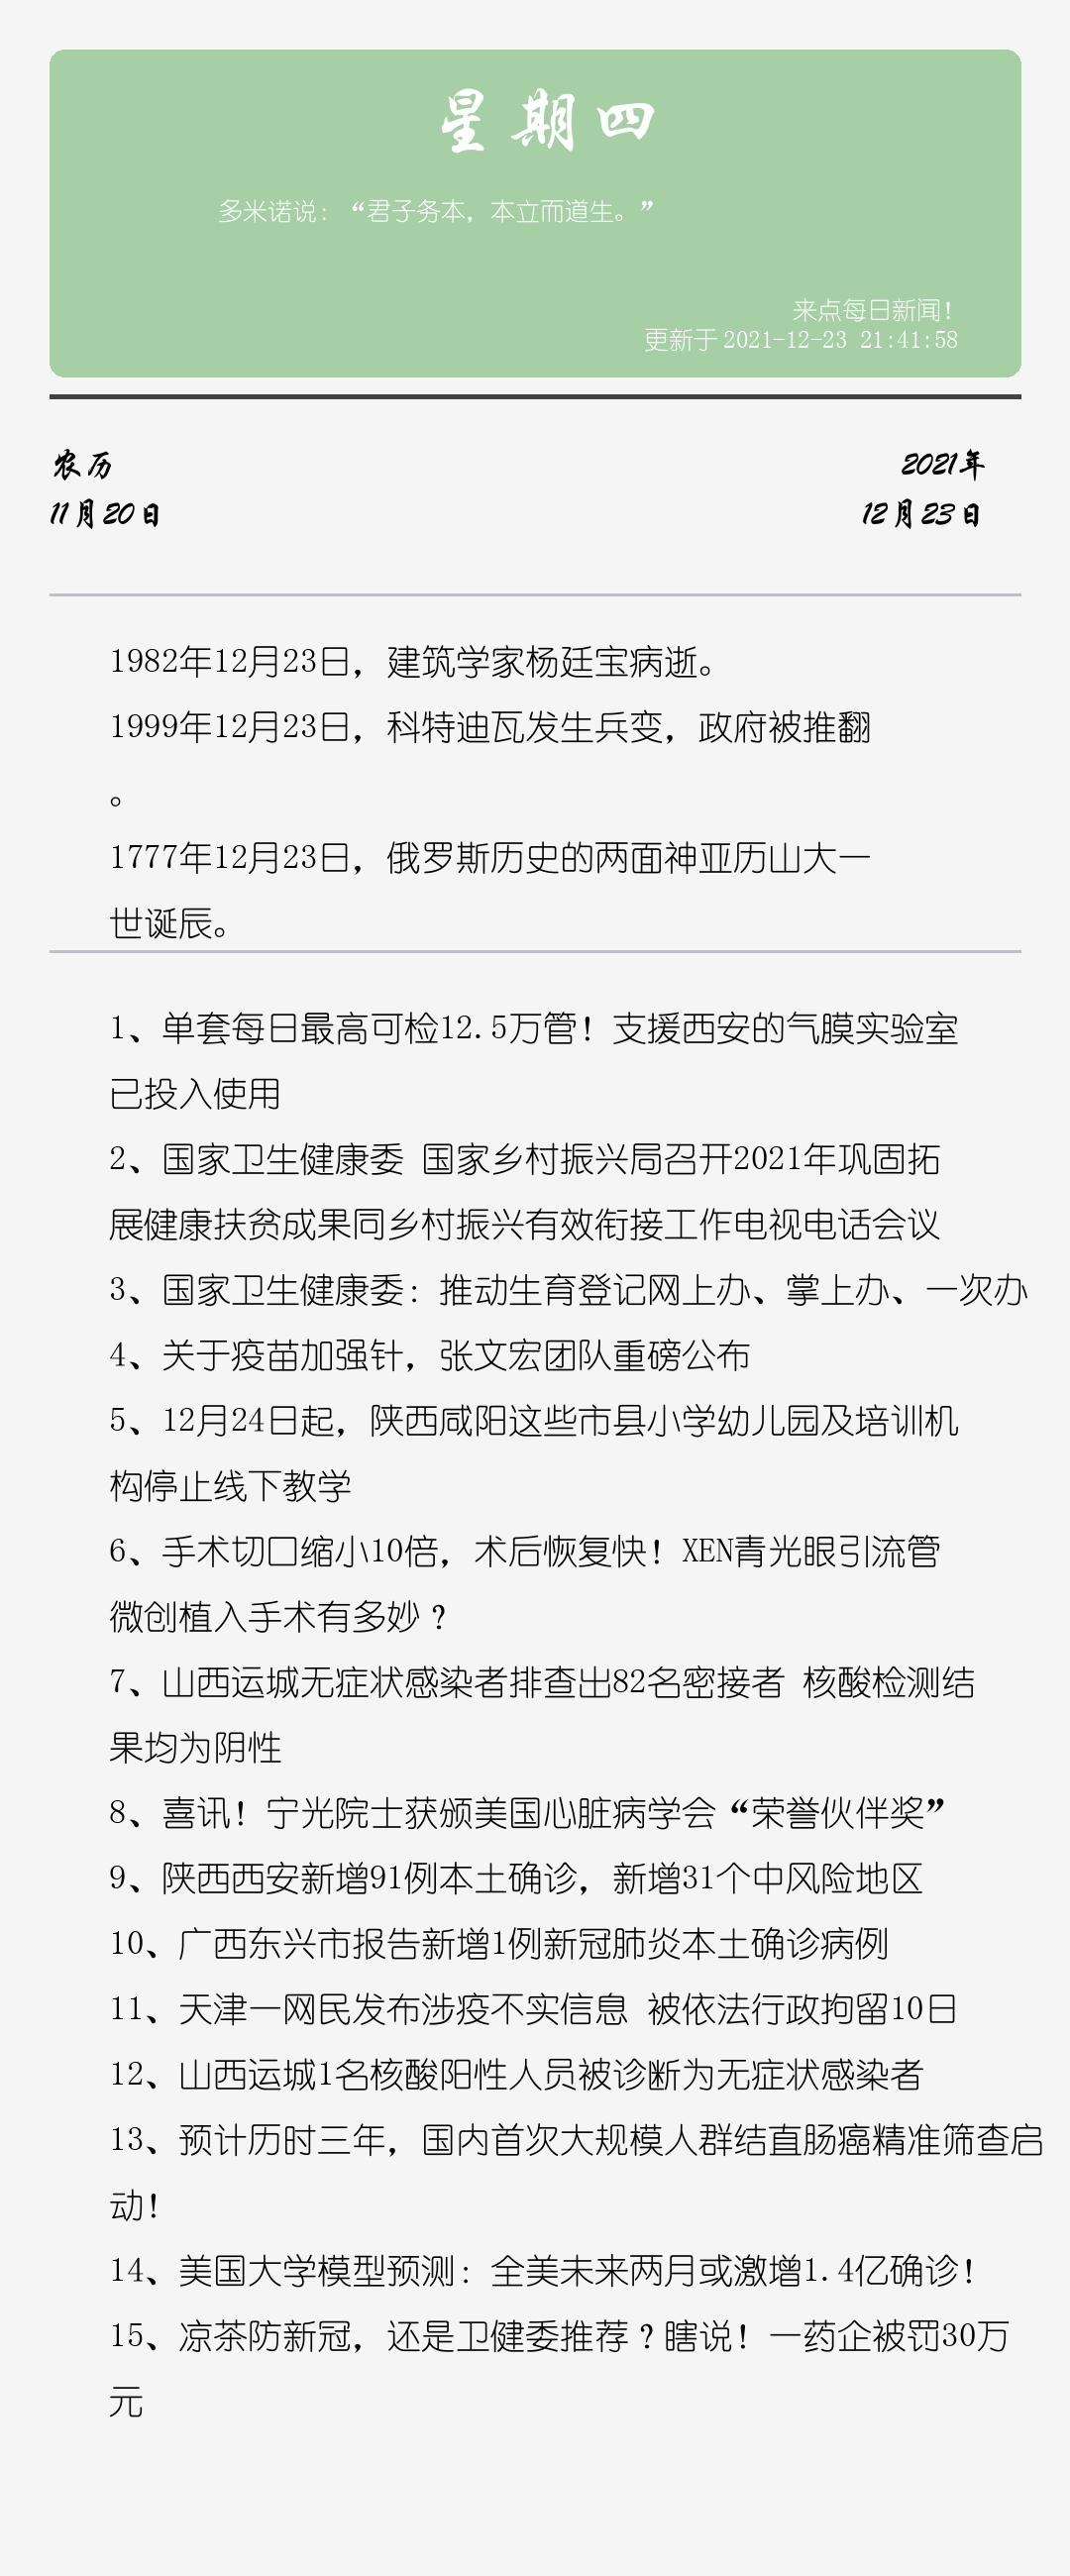 星期四
多米诺说：“君子务本，本立而道生。”
来点每日新闻！
更新于 2021-12-23 21:41:58
农历
2021年
11月20日
12月23日
1982年12月23日，建筑学家杨廷宝病逝。
1999年12月23日，科特迪瓦发生兵变，政府被推翻
。
1777年12月23日，俄罗斯历史的两面神亚历山大一
世诞辰。
1、单套每日最高可检12.5万管！支援西安的气膜实验室
已投入使用
2、国家卫生健康委 国家乡村振兴局召开2021年巩固拓
展健康扶贫成果同乡村振兴有效衔接工作电视电话会议
3、国家卫生健康委：推动生育登记网上办、掌上办、一次办
4、关于疫苗加强针，张文宏团队重磅公布
5、12月24日起，陕西咸阳这些市县小学幼儿园及培训机
构停止线下教学
6、手术切口缩小10倍，术后恢复快！XEN青光眼引流管
微创植入手术有多妙？
7、山西运城无症状感染者排查出82名密接者 核酸检测结
果均为阴性
8、喜讯！宁光院士获颁美国心脏病学会“荣誉伙伴奖”
9、陕西西安新增91例本土确诊，新增31个中风险地区
10、广西东兴市报告新增1例新冠肺炎本土确诊病例
11、天津一网民发布涉疫不实信息 被依法行政拘留10日
12、山西运城1名核酸阳性人员被诊断为无症状感染者
13、预计历时三年，国内首次大规模人群结直肠癌精准筛查启
动！
14、美国大学模型预测：全美未来两月或激增1.4亿确诊！
15、凉茶防新冠，还是卫健委推荐？瞎说！一药企被罚30万
元